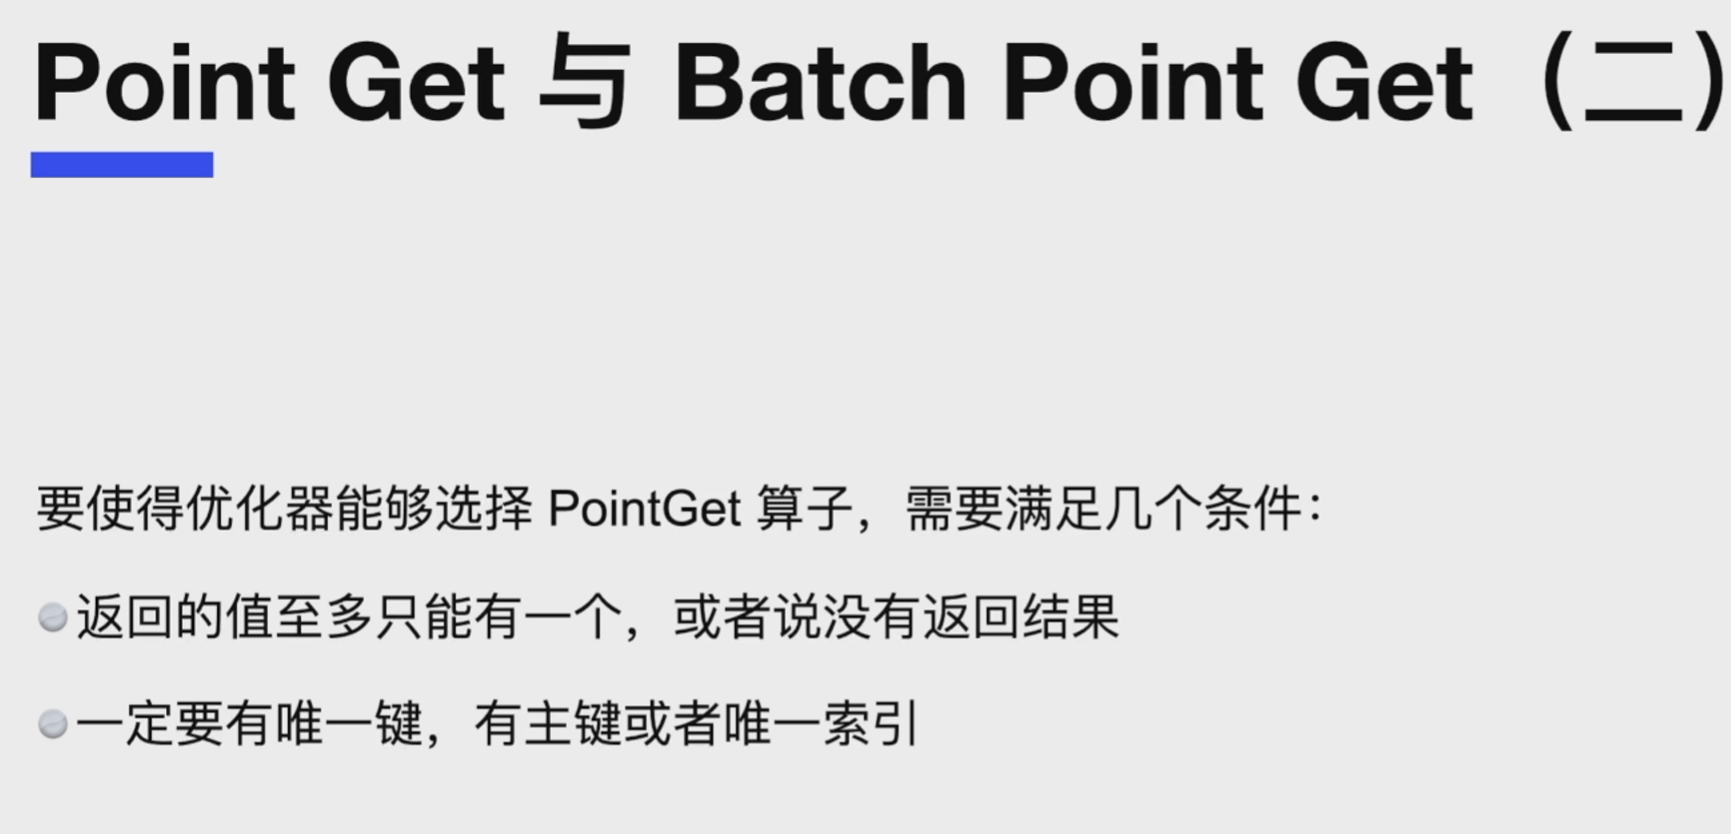 Point Get 与 Batch Point Get（二）
要使得优化器能够选择 PointGet 算子，需要满足几个条件：
返回的值至多只能有一个，或者说没有返回结果
一定要有唯一键，有主键或者唯一索引